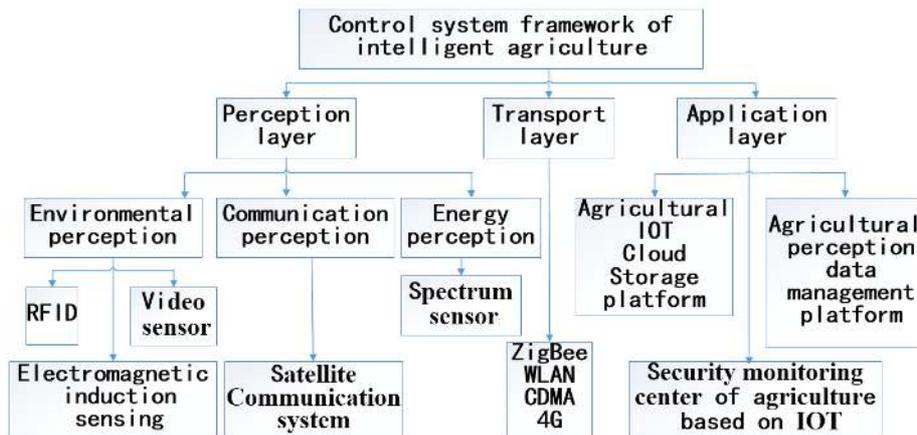 Control system framework of
intelligent agriculture
Perception
layer
Transport
layer
Application
layer
Environmental
perception
Communication
perception
Energy
perception
Agricultural
IOT
Cloud
Storage
platform
Agricultural
perception
data
management
platform
RFID
Video
sensor
Spectrum
sensor
Electromagnetic
induction
sensing
Satellite
Communication
system
ZigBee
WLAN
CDMA
4G
Security monitoring
center of agriculture
based on IOT